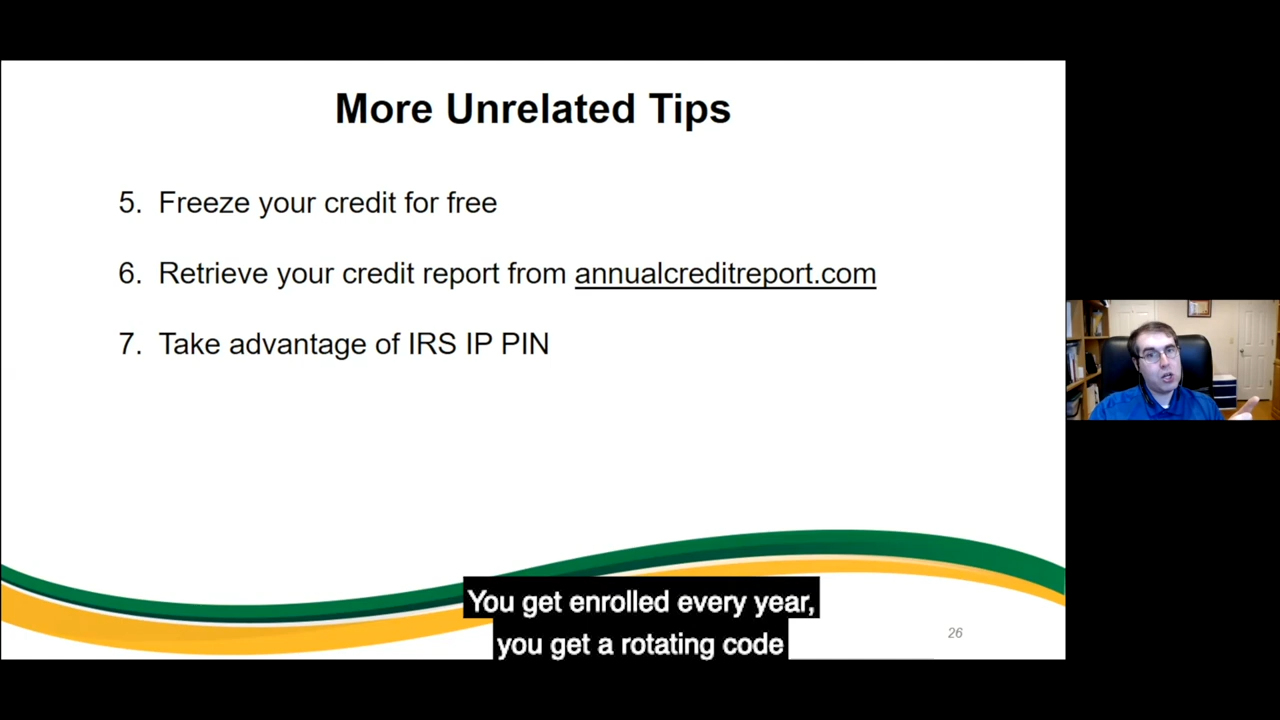 More Unrelated Tips
5. Freeze your credit for free
6. Retrieve your credit report from annualcreditreport.com
7. Take advantage of IRS IP PIN
You get enrolled every year,
you get a rotating code
26